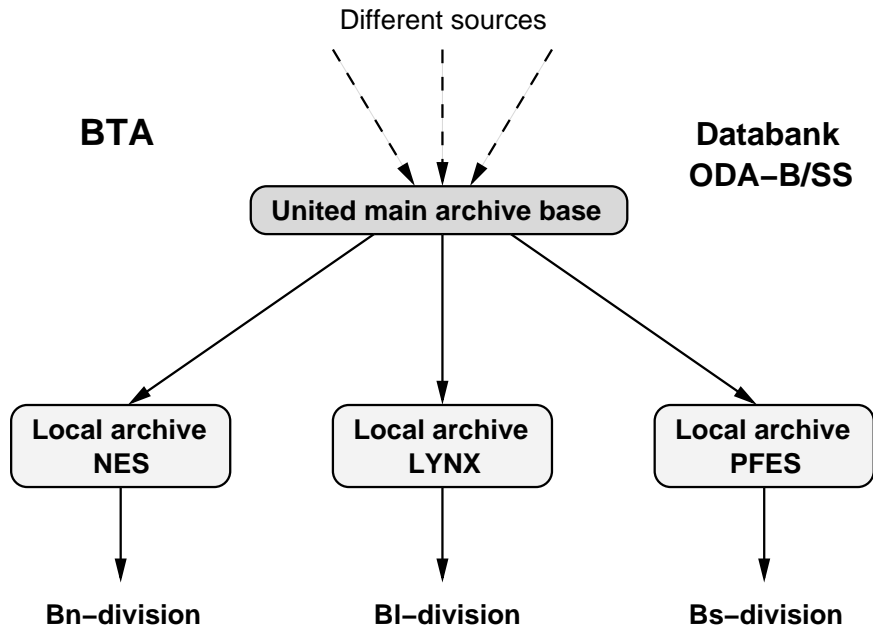 Different sources
BTA
Databank
ODA–B/SS
United main archive base
Local archive
NES
Local archive
LYNX
Local archive
PFES
Bn–division
Bl–division
Bs–division